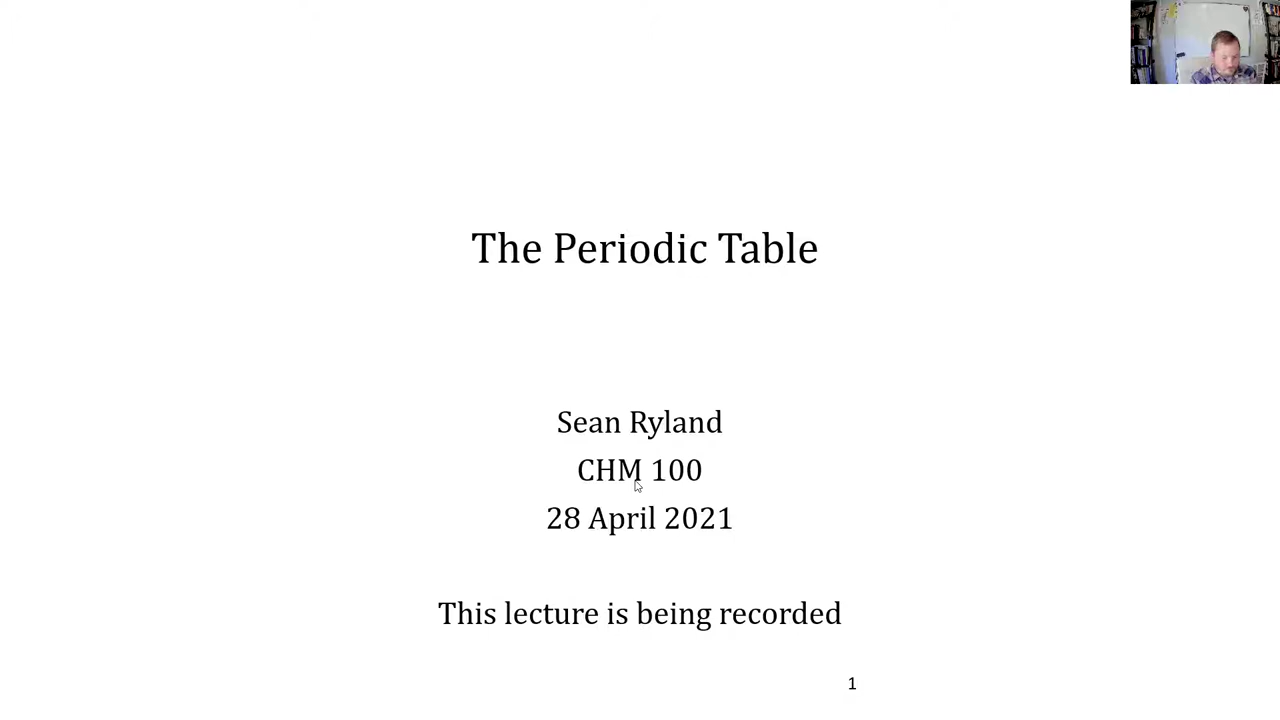 The Periodic Table
Sean Ryland
CHM 100
28 April 2021
This lecture is being recorded
1